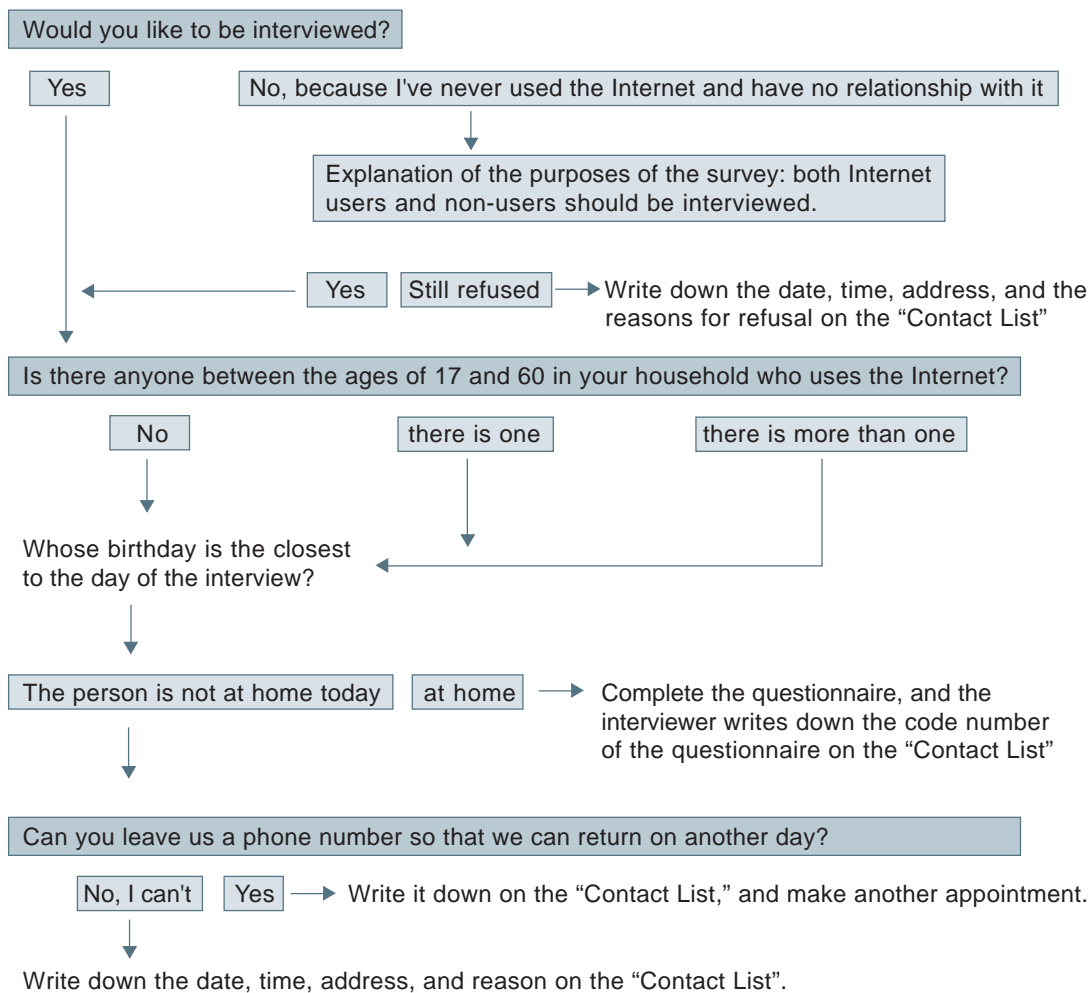 Would you like to be interviewed?
Yes
No, because I've never used the Internet and have no relationship with it
Explanation of the purposes of the survey: both Internet
users and non-users should be interviewed.
Yes
Still refused
Write down the date, time, address, and the
reasons for refusal on the “Contact List”
Is there anyone between the ages of 17 and 60 in your household who uses the Internet?
No
there is one
there is more than one
Whose birthday is the closest
to the day of the interview?
The person is not at home today
at home
Complete the questionnaire, and the
interviewer writes down the code number
of the questionnaire on the “Contact List”
Can you leave us a phone number so that we can return on another day?
No, I can't
Yes
Write it down on the “Contact List,” and make another appointment.
Write down the date, time, address, and reason on the “Contact List”.